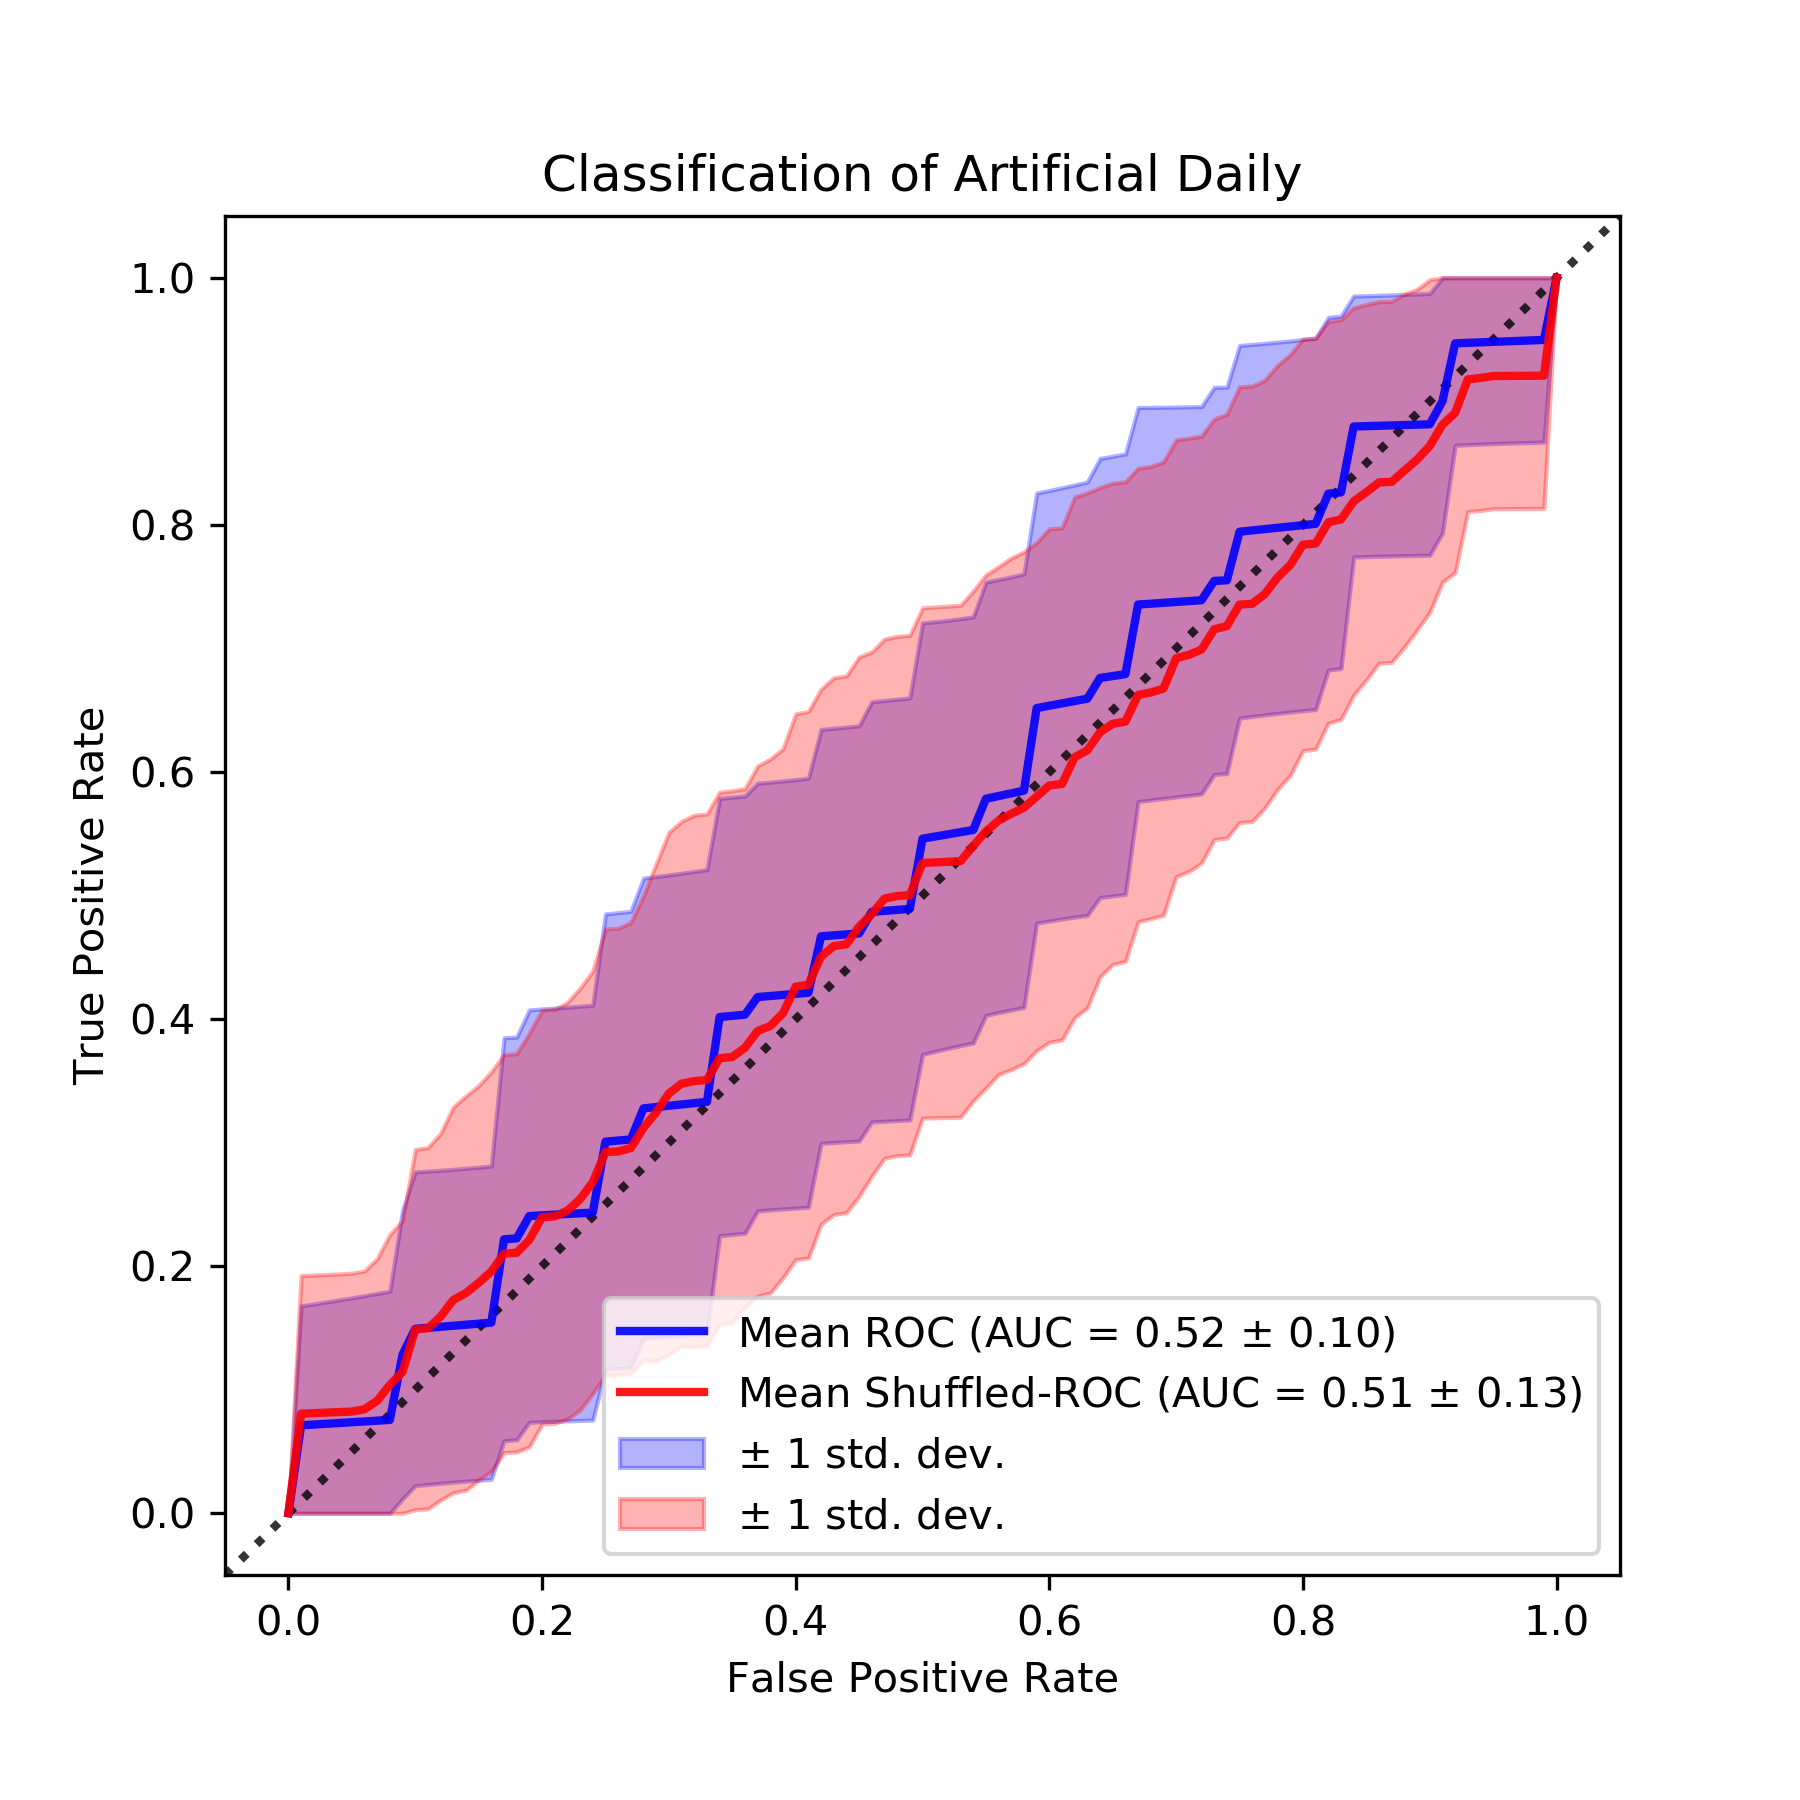 Classification of Artificial Daily
True Positive Rate
1.0
0.8
0.6
0.4
0.2
0.0
Mean ROC (AUC = 0.52 ± 0.10)
Mean Shuffled-ROC (AUC = 0.51 ± 0.13)
± 1 std. dev.
± 1 std. dev.
0.0 0.2 0.4 0.6 0.8 1.0
False Positive Rate